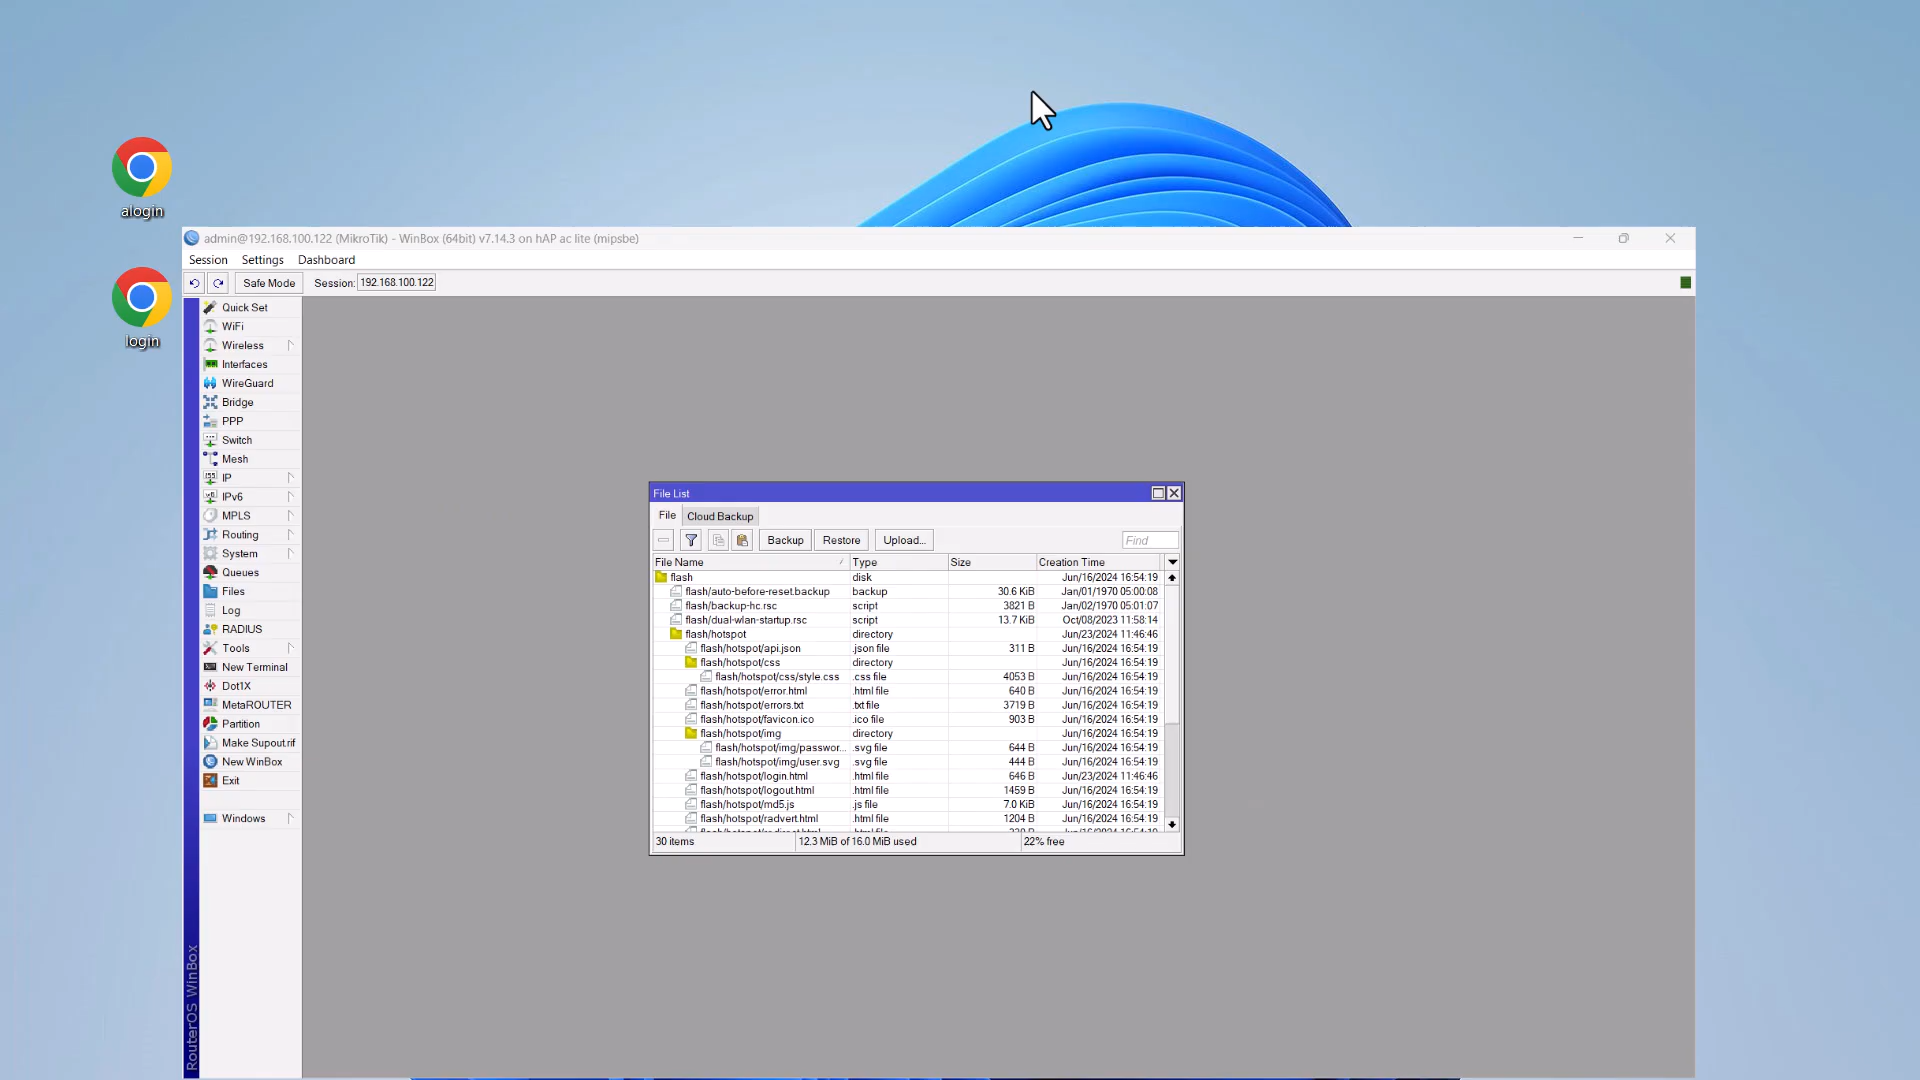 alogin
login
admin@192.168.100.122 (MikroTik) - WinBox (64bit) v7.14.3 on hAP ac lite (mipsbe)
Session Settings Dashboard
Safe Mode Session: 192.168.100.122
Quick Set
WiFi
Wireless
Interfaces
WireGuard
Bridge
PPP
Switch
Mesh
IP
IPv6
MPLS
Routing
System
Queues
Files
Log
RADIUS
Tools
New Terminal
Dot1X
MetaROUTER
Partition
Make Supout.rif
New WinBox
Exit
Windows
RouterOS WinBox
File List
File Cloud Backup
Backup Restore Upload... Find
File Name Type Size Creation Time
flash disk Jun/16/2024 16:54:19
flash/auto-before-reset.backup backup 30.6 KiB Jan/01/1970 05:00:08
flash/backup-hc.rsc script 3821 B Jan/02/1970 05:01:07
flash/dual-wlan-startup.rsc script 13.7 KiB Oct/08/2023 11:58:14
flash/hotspot directory Jun/23/2024 11:46:46
flash/hotspot/api.json .json file 311 B Jun/16/2024 16:54:19
flash/hotspot/css directory Jun/16/2024 16:54:19
flash/hotspot/css/style.css .css file 4053 B Jun/16/2024 16:54:19
flash/hotspot/error.html .html file 640 B Jun/16/2024 16:54:19
flash/hotspot/errors.txt .txt file 3719 B Jun/16/2024 16:54:19
flash/hotspot/favicon.ico .ico file 903 B Jun/16/2024 16:54:19
flash/hotspot/img directory Jun/16/2024 16:54:19
flash/hotspot/img/passwor... .svg file 644 B Jun/16/2024 16:54:19
flash/hotspot/img/user.svg .svg file 444 B Jun/16/2024 16:54:19
flash/hotspot/login.html .html file 646 B Jun/23/2024 11:46:46
flash/hotspot/logout.html .html file 1459 B Jun/16/2024 16:54:19
flash/hotspot/md5.js .js file 7.0 KiB Jun/16/2024 16:54:19
flash/hotspot/radvert.html .html file 1204 B Jun/16/2024 16:54:19
30 items 12.3 MiB of 16.0 MiB used 22% free